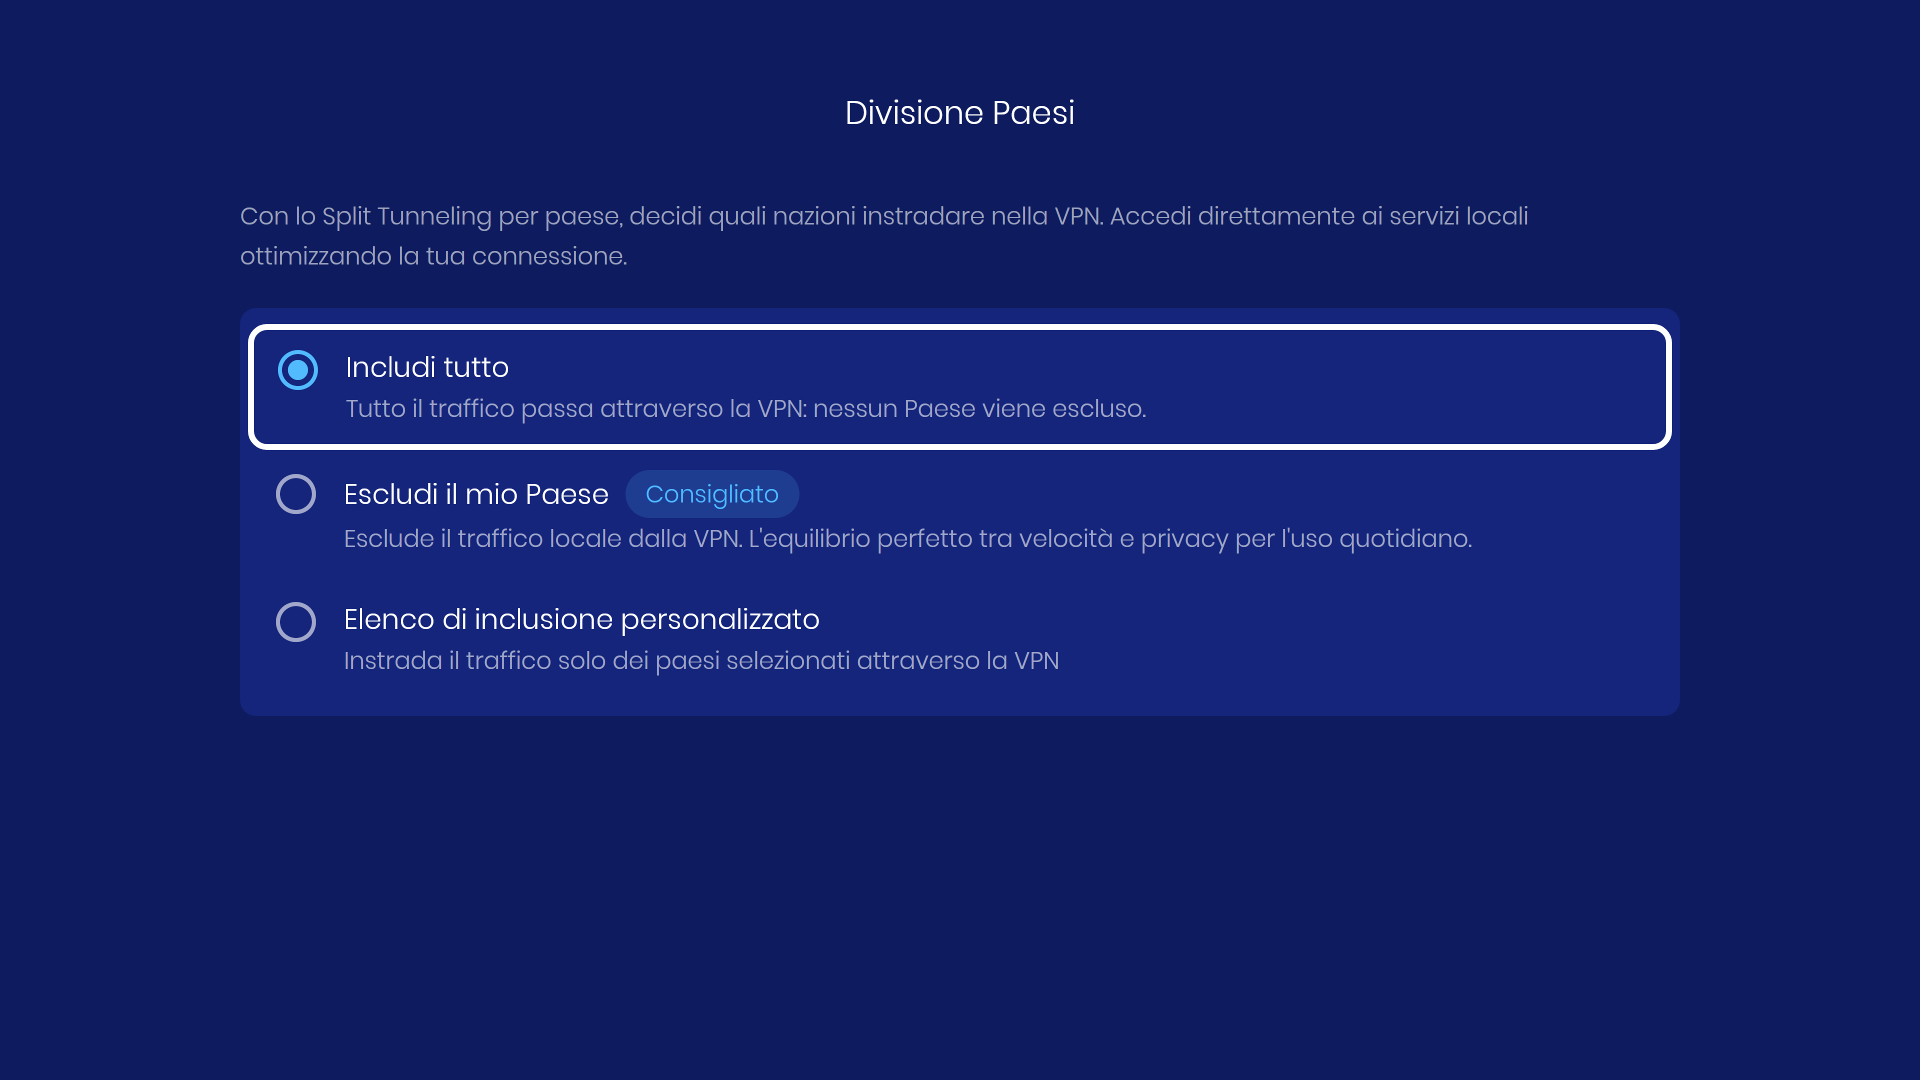 Divisione Paesi
Con lo Split Tunneling per paese, decidi quali nazioni instradare nella VPN. Accedi direttamente ai servizi locali
ottimizzando la tua connessione.
Includi tutto
Tutto il traffico passa attraverso la VPN: nessun Paese viene escluso.
Escludi il mio Paese Consigliato
Esclude il traffico locale dalla VPN. L'equilibrio perfetto tra velocità e privacy per l'uso quotidiano.
Elenco di inclusione personalizzato
Instrada il traffico solo dei paesi selezionati attraverso la VPN